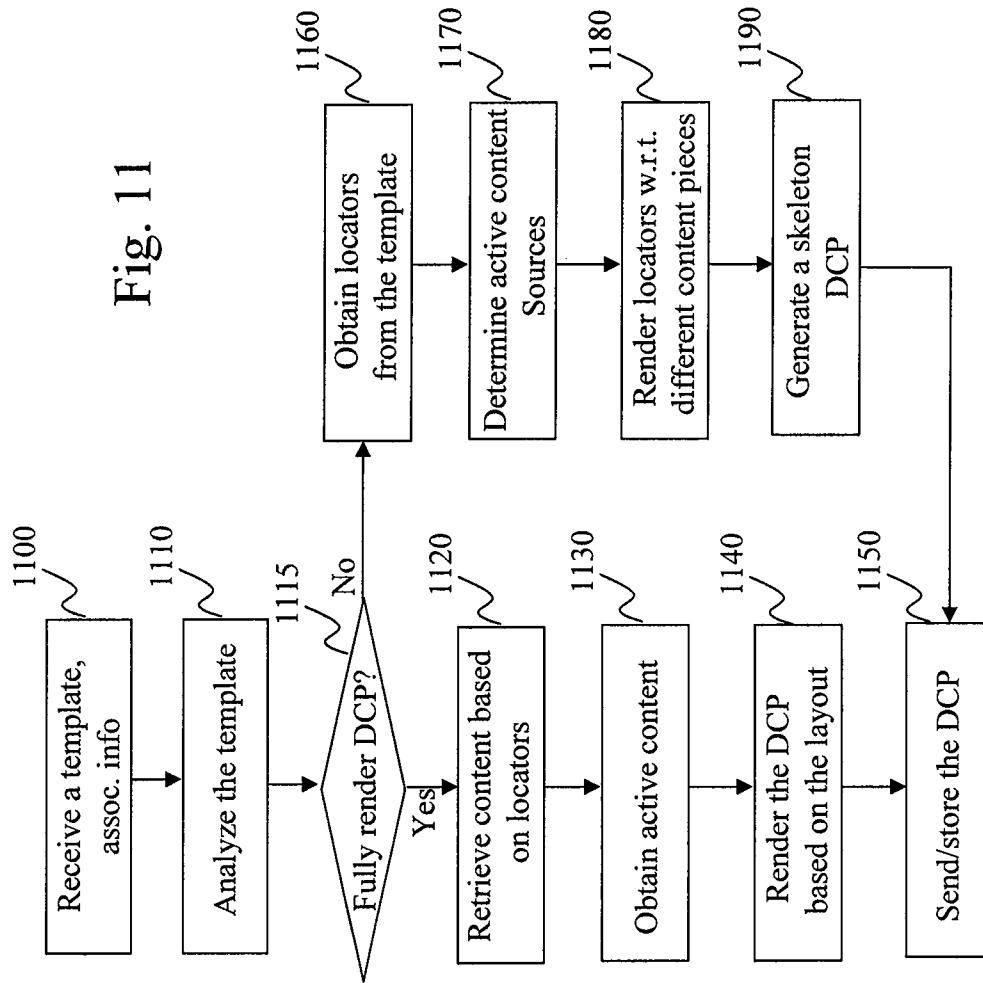 Fig. 11
1100
Receive a template,
assoc. info
1110
Analyze the template
1115
Fully render DCP?
No
Yes
1120
Retrieve content based
on locators
1130
Obtain active content
1140
Render the DCP
based on the layout
1150
Send/store the DCP
1160
Obtain locators
from the template
1170
Determine active content
Sources
1180
Render locators w.r.t.
different content pieces
1190
Generate a skeleton
DCP